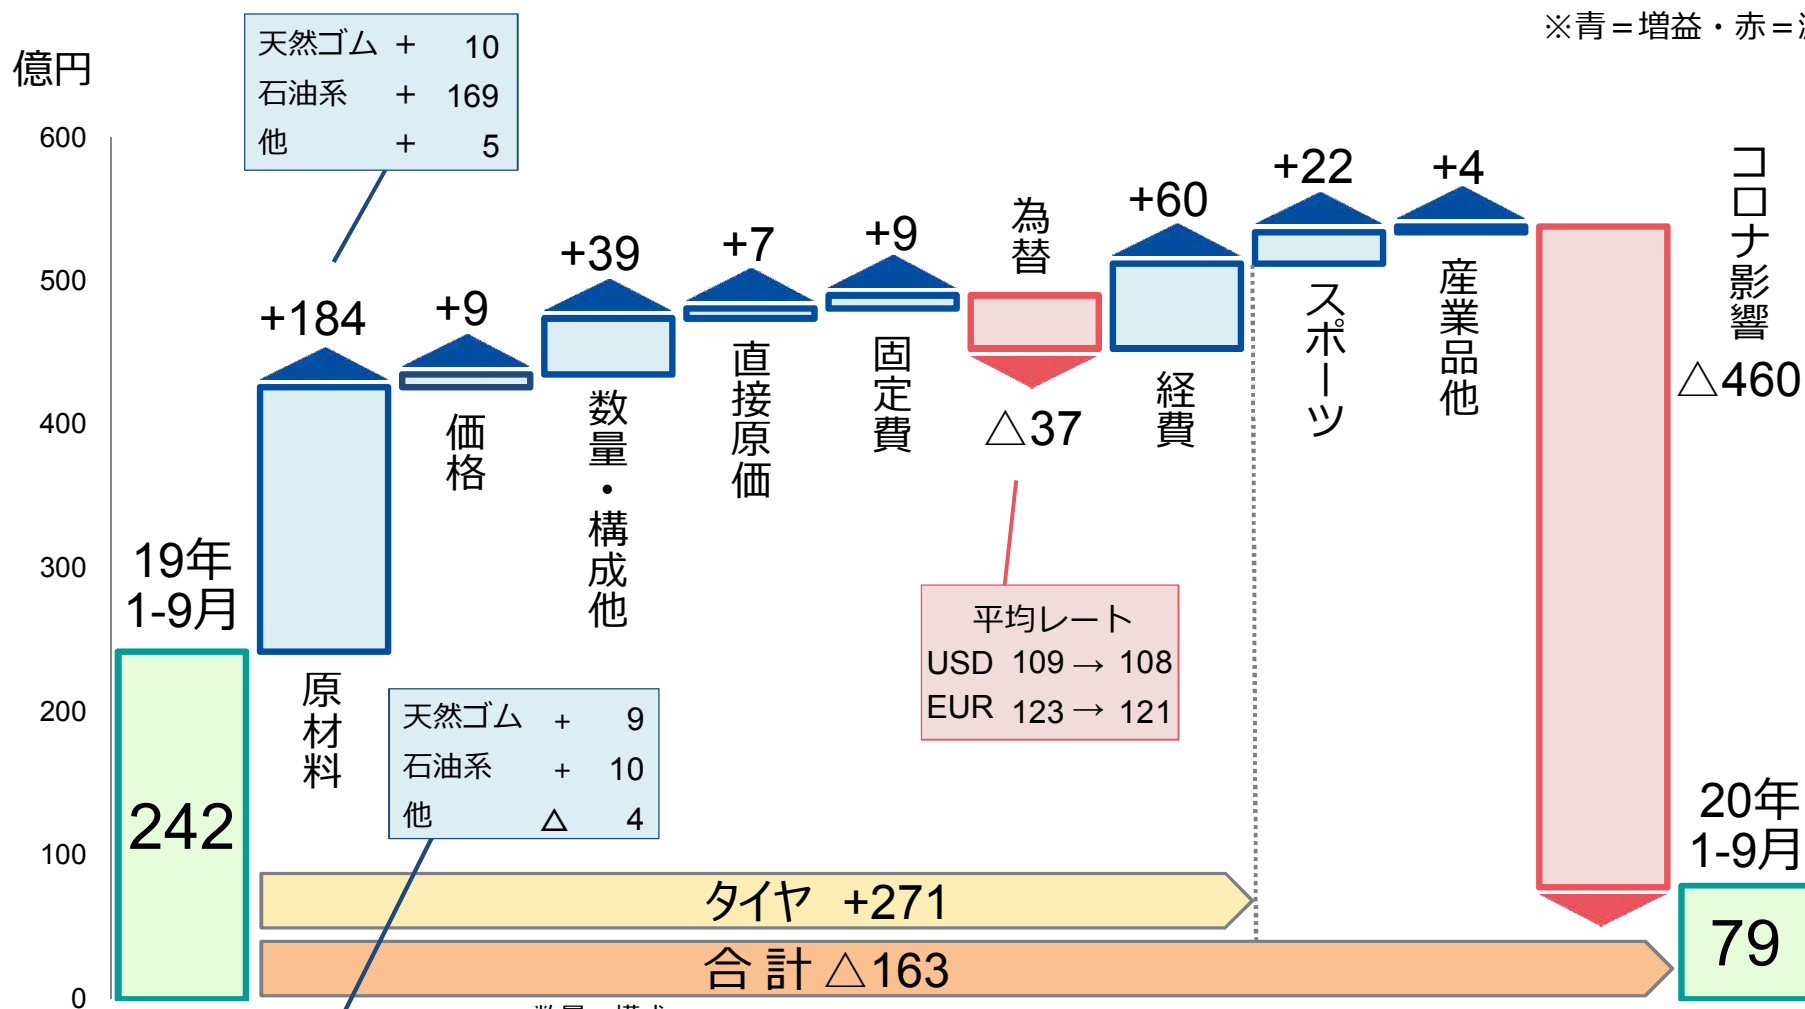 ※青=増益・赤=
億円
天然ゴム + 10
石油系 + 169
他 + 5
600
500
400
300
200
100
0
19年
1-9月
242
+184
原材料
+9
価格
+39
数量・構成他
+7
直接原価
+9
固定費
為替
△37
+60
経費
+22
スポーツ
+4
産業品他
コロナ影響
△460
平均レート
USD 109 → 108
EUR 123 → 121
天然ゴム + 9
石油系 + 10
他 △ 4
タイヤ +271
合計 △163
20年
1-9月
79